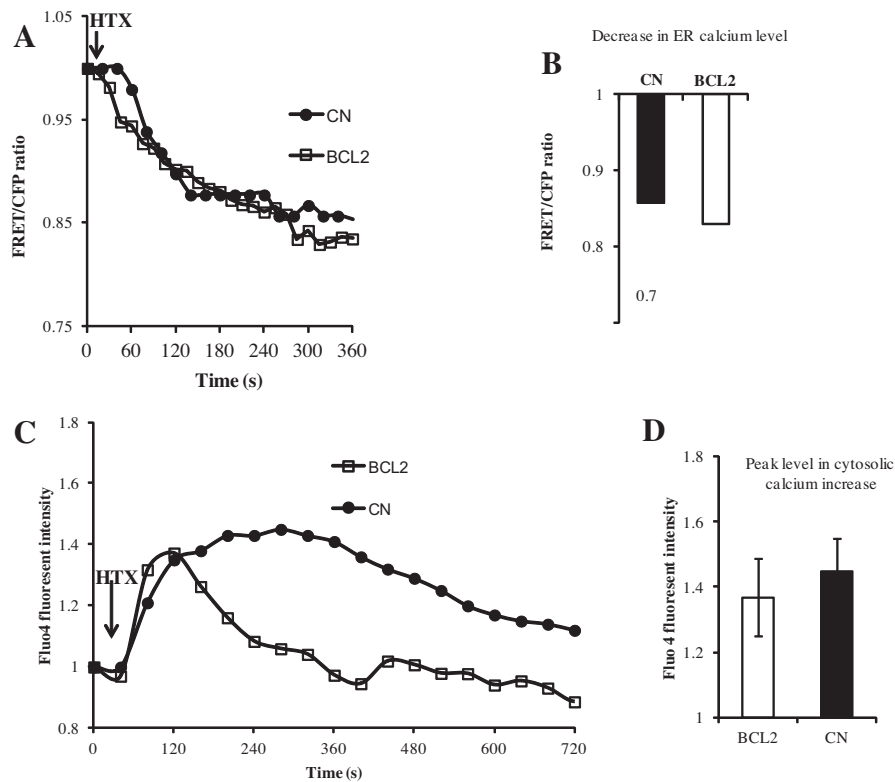 A
HTX
1.05
1.00
0.95
0.85
0.75
FRET/CFP ratio
CN
BCL2
0 60 120 180 240 300 360
Time (s)
B
Decrease in ER calcium level
CN BCL2
1
0.9
0.8
0.7
FRET/CFP ratio
C
1.8
1.6
1.4
1.2
1
0.8
Fluo4 fluoresent intensity
HTX
BCL2
CN
0 120 240 360 480 600 720
Time (s)
D
Peak level in cytosolic
calcium increase
1.8
1.6
1.4
1.2
1
Fluo 4 fluoresent intensity
BCL2 CN